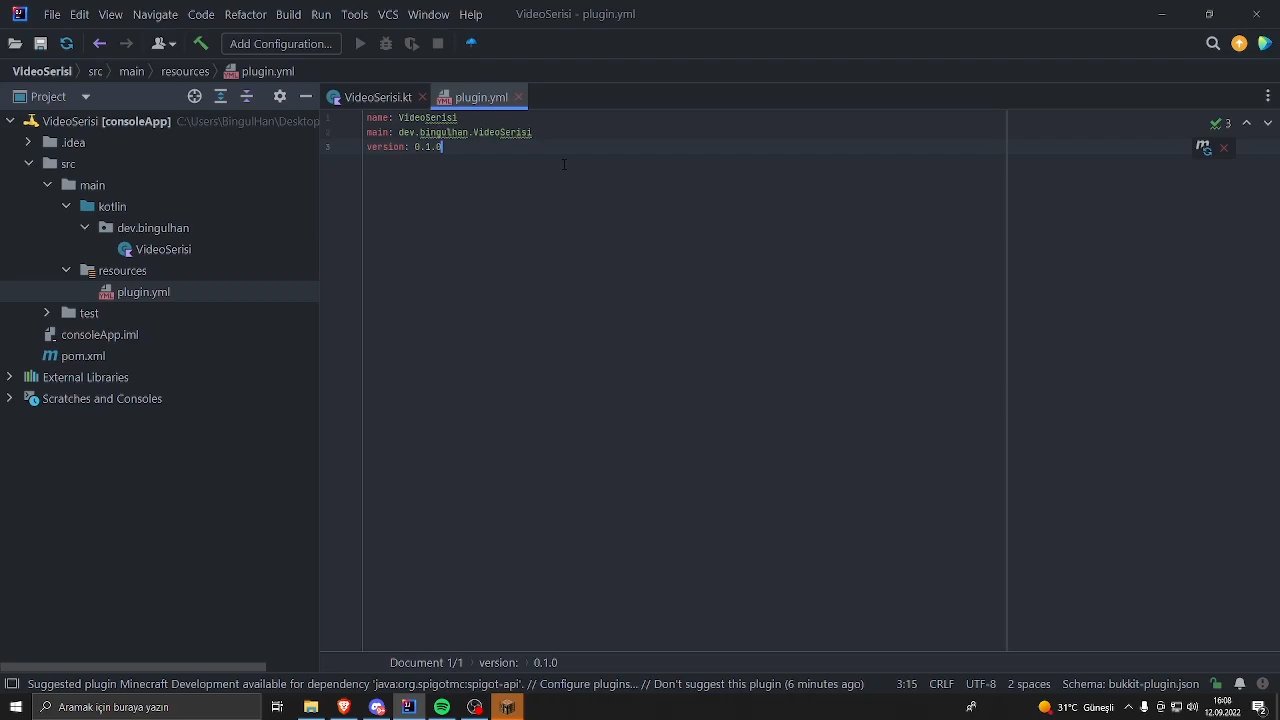 File Edit View Navigate Code Refactor Build Run Tools VCS Window Help VideoSerisi - plugin.yml
Add Configuration...
VideoSerisi src main resources plugin.yml
Project
VideoSerisi.kt plugin.yml
VideoSerisi [consoleApp] C:\Users\BingulHan\Desktop
.idea
src
main
kotlin
dev.bingulhan
VideoSerisi
resources
plugin.yml
test
consoleApp.iml
pom.xml
External Libraries
Scratches and Consoles
1 name: VideoSerisi
2 main: dev.bingulhan.VideoSerisi
3 version: 0.1.0
3
Document 1/1 version: 0.1.0
Suggested plugin Minecraft Development available for dependency 'java:org.spigotmc:spigot-api'. // Configure plugins... // Don't suggest this plugin (6 minutes ago) 3:15 CRLF UTF-8 2 spaces Schema: bukkit-plugin.json
Aramak için buraya yazın
31°C Güneşli
16:08
12.09.2022